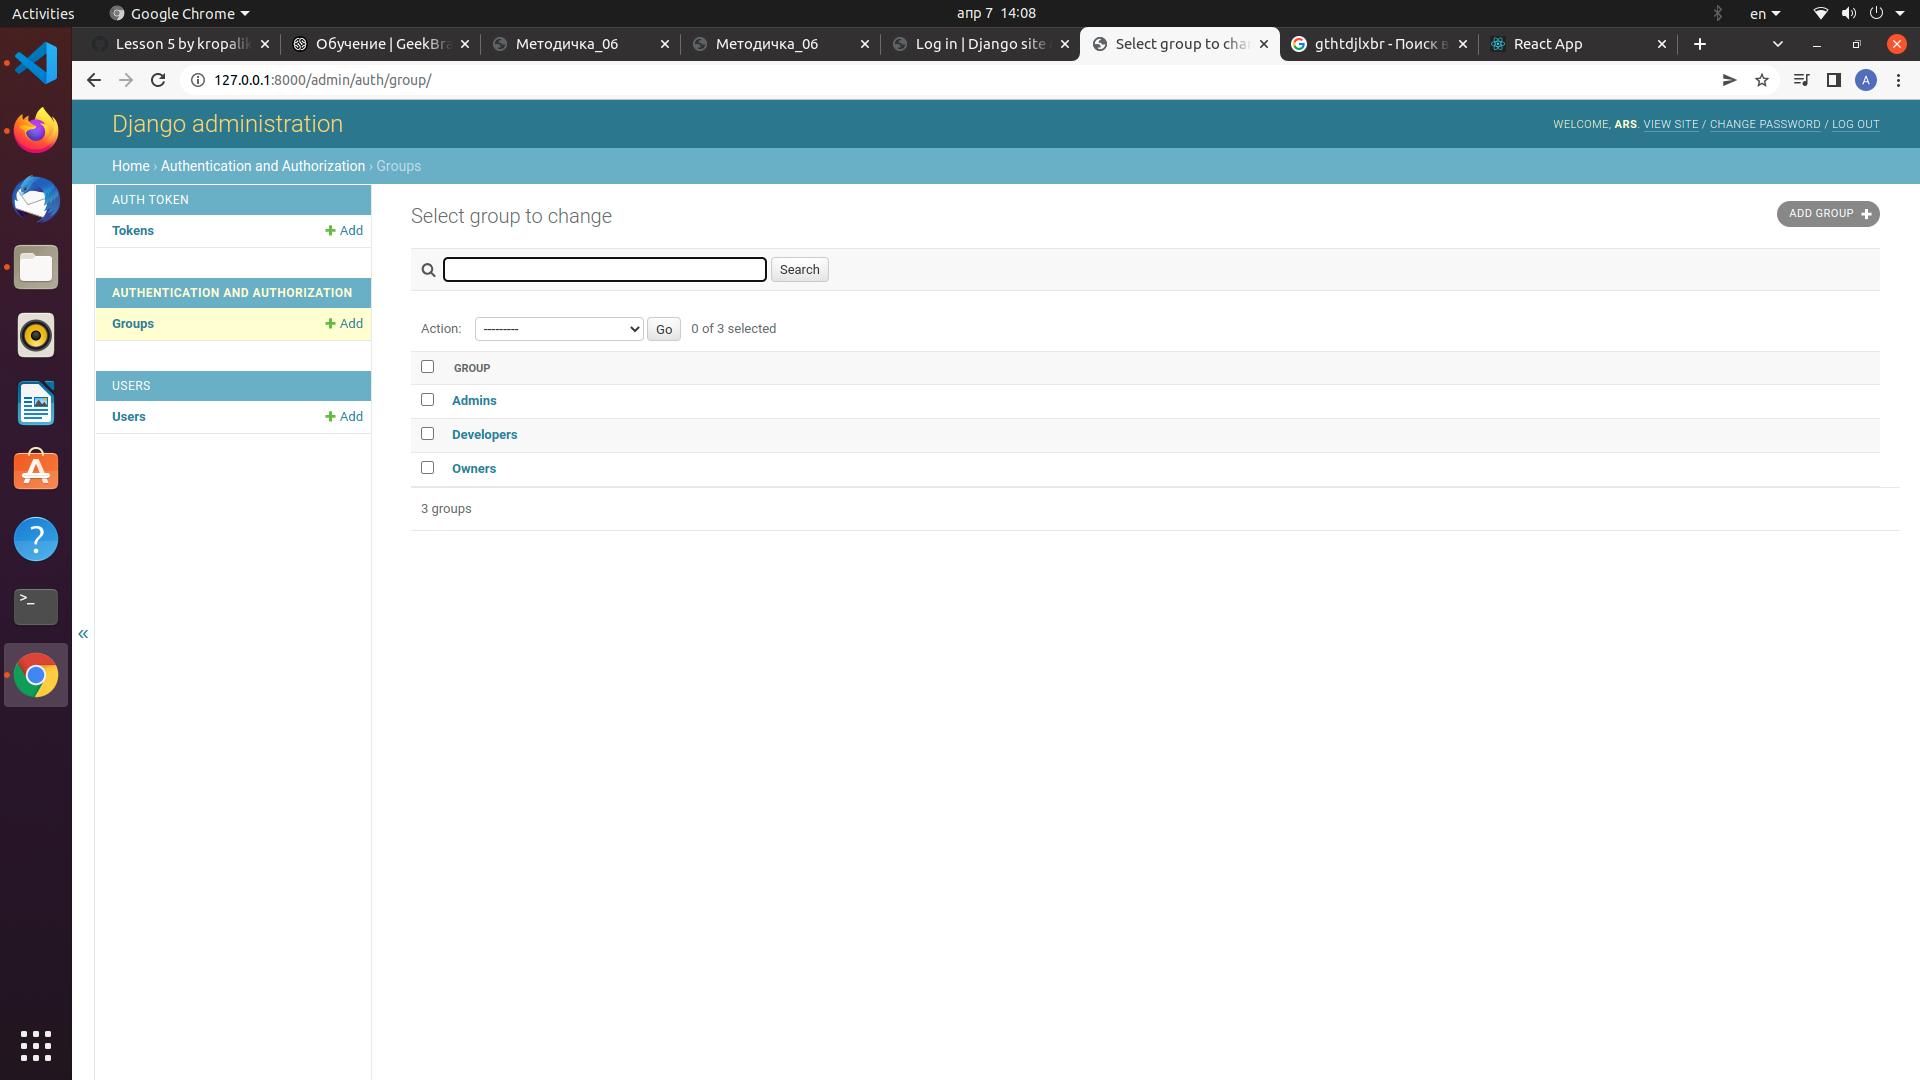 Activities
Google Chrome
апр 7 14:08
en
Lesson 5 by kropalik
Обучение | GeekBra
Методичка_06
Методичка_06
Log in | Django site
Select group to chan
gthtdjlxbr - Поиск в
React App
127.0.0.1:8000/admin/auth/group/
A
Django administration
WELCOME, ARS. VIEW SITE / CHANGE PASSWORD / LOG OUT
Home › Authentication and Authorization › Groups
AUTH TOKEN
Tokens
Add
AUTHENTICATION AND AUTHORIZATION
Groups
Add
USERS
Users
Add
«
Select group to change
ADD GROUP
Search
Action:
---------
Go
0 of 3 selected
GROUP
Admins
Developers
Owners
3 groups